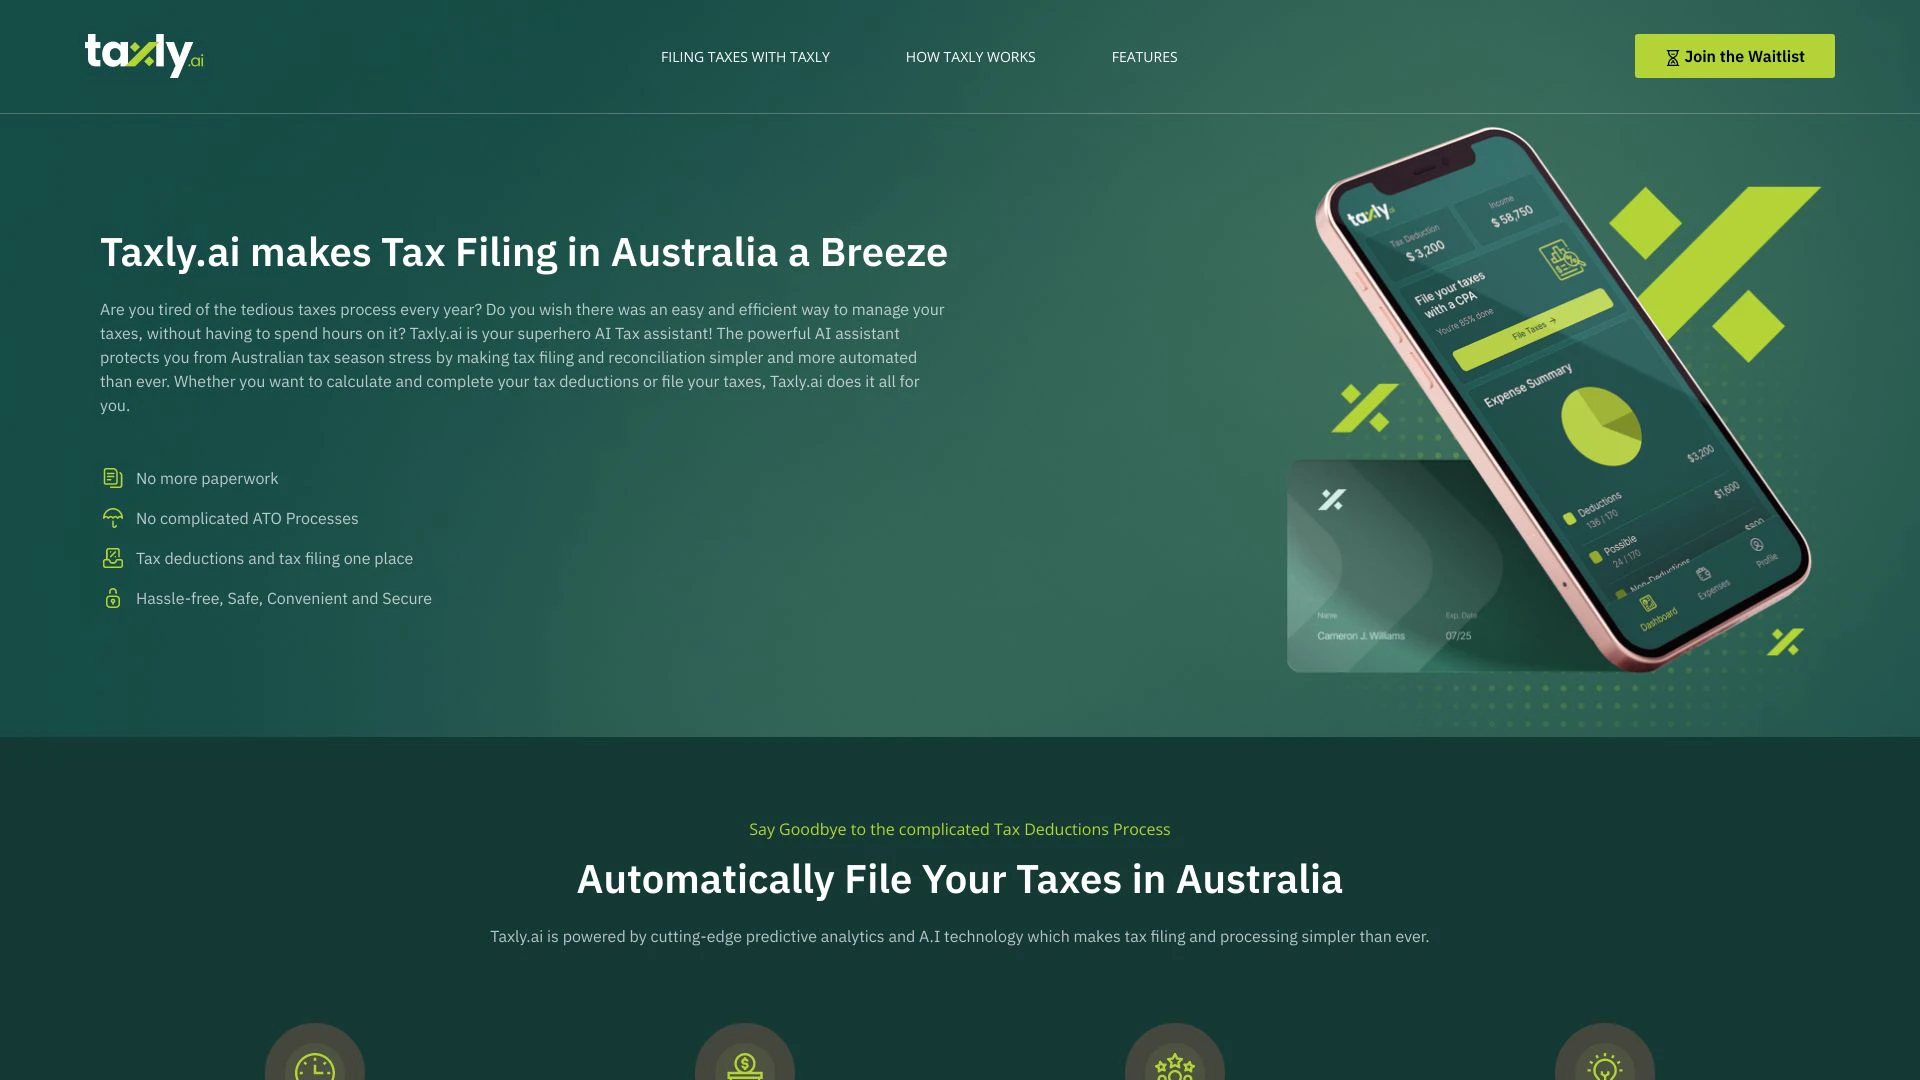 taxly.ai
FILING TAXES WITH TAXLY
HOW TAXLY WORKS
FEATURES
Join the Waitlist
Taxly.ai makes Tax Filing in Australia a Breeze
Are you tired of the tedious taxes process every year? Do you wish there was an easy and efficient way to manage your
taxes, without having to spend hours on it? Taxly.ai is your superhero AI Tax assistant! The powerful AI assistant
protects you from Australian tax season stress by making tax filing and reconciliation simpler and more automated
than ever. Whether you want to calculate and complete your tax deductions or file your taxes, Taxly.ai does it all for
you.
No more paperwork
No complicated ATO Processes
Tax deductions and tax filing one place
Hassle-free, Safe, Convenient and Secure
taxly.ai
Tax Deduction
$ 3,200
Income
$ 58,750
File your taxes
with a CPA
You're 85% done
File Taxes →
Expense Summary
$3,200
Deductions
136 / 170
$1,600
Possible
24 / 170
$800
Non-Deductions
Dashboard
Expenses
Profile
Name
Cameron J. Williams
Exp. Date
07/25
Say Goodbye to the complicated Tax Deductions Process
Automatically File Your Taxes in Australia
Taxly.ai is powered by cutting-edge predictive analytics and A.I technology which makes tax filing and processing simpler than ever.